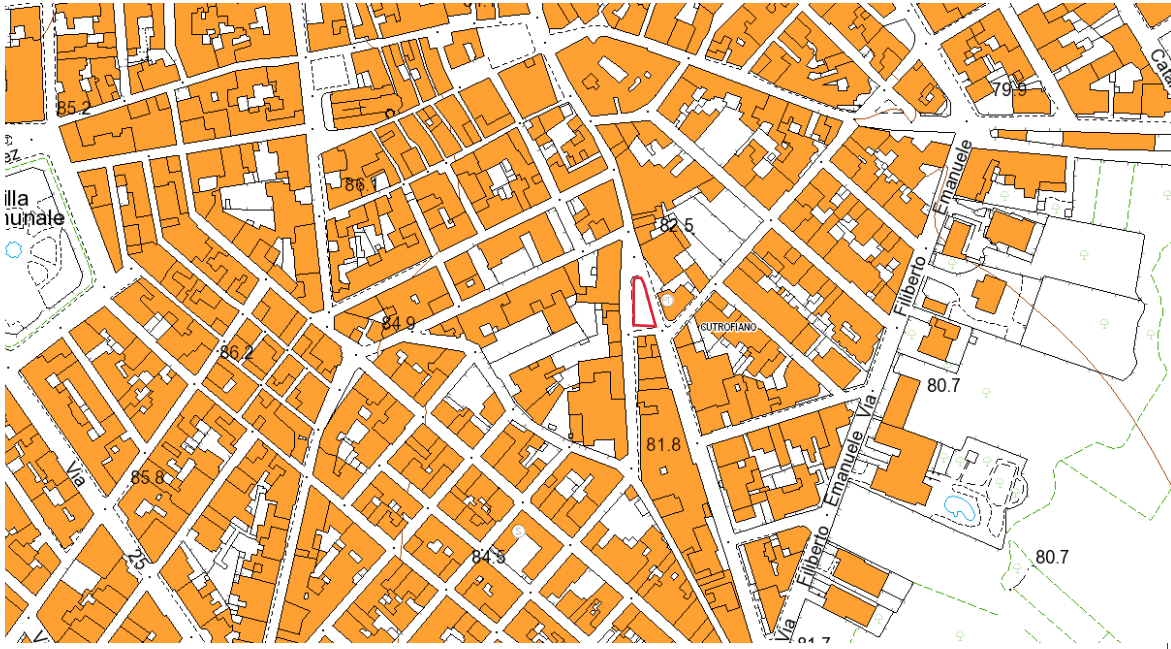 79.9
85.2
86.1
illa
nunale
82.5
Emanuele
Filiberto
84.9
CUTROFIANO
86.2
80.7
Via
81.8
Emanuele
85.8
Via
25
84.5
Filiberto
80.7
Via
81.7